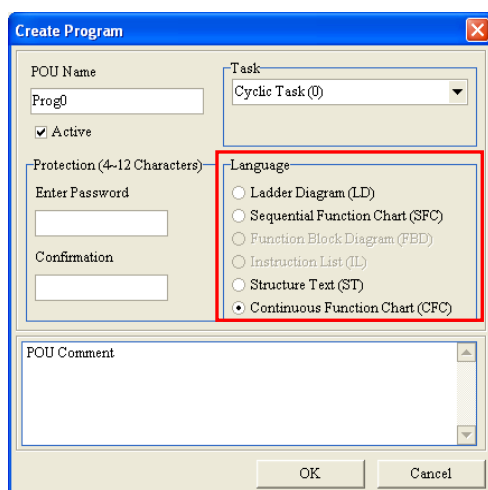 Create Program
POU Name
Prog0
Active
Task
Cyclic Task (0)
Protection (4~12 Characters)
Enter Password
Confirmation
Language
Ladder Diagram (LD)
Sequential Function Chart (SFC)
Function Block Diagram (FBD)
Instruction List (IL)
Structure Text (ST)
Continuous Function Chart (CFC)
POU Comment
OK
Cancel